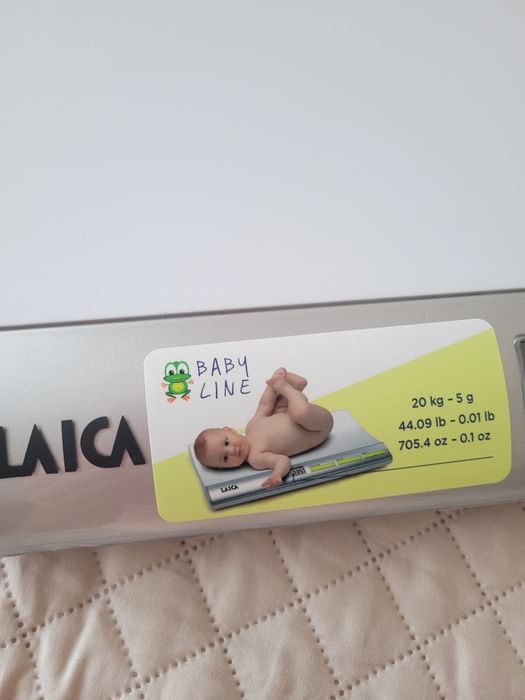 LAICA
BABY
LINE
20 kg - 5 g
44.09 lb - 0.01 lb
705.4 oz - 0.1 oz
LAICA